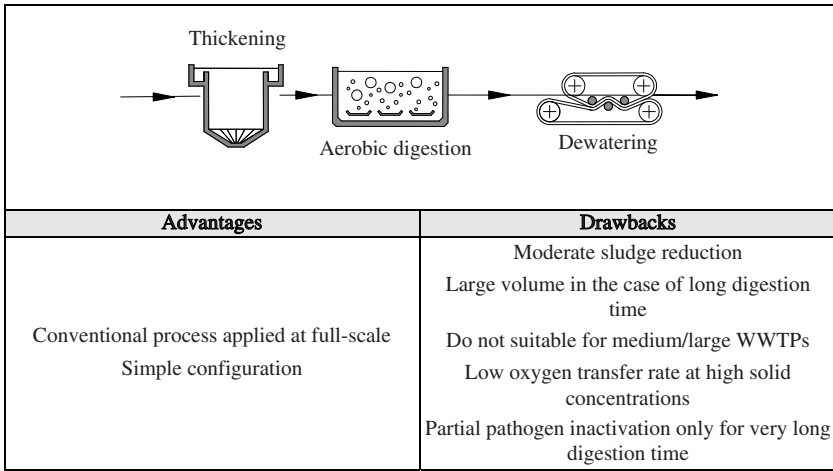 Thickening
Aerobic digestion
Dewatering
Advantages
Drawbacks
Conventional process applied at full-scale
Simple configuration
Moderate sludge reduction
Large volume in the case of long digestion
time
Do not suitable for medium/large WWTPs
Low oxygen transfer rate at high solid
concentrations
Partial pathogen inactivation only for very long
digestion time